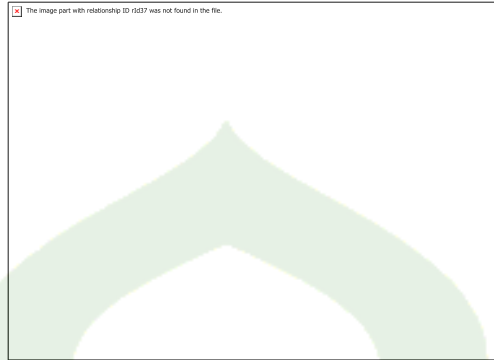 The image part with relationship ID rId37 was not found in the file.